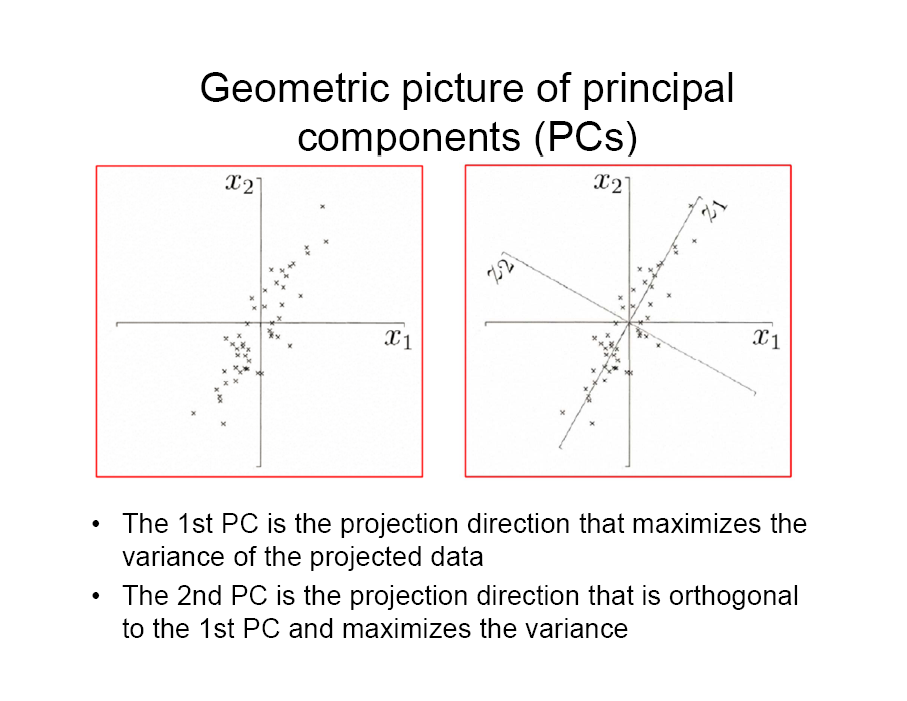 Geometric picture of principal
components (PCs)
x2
x1
x2
z1
z2
x1
• The 1st PC is the projection direction that maximizes the
variance of the projected data
• The 2nd PC is the projection direction that is orthogonal
to the 1st PC and maximizes the variance